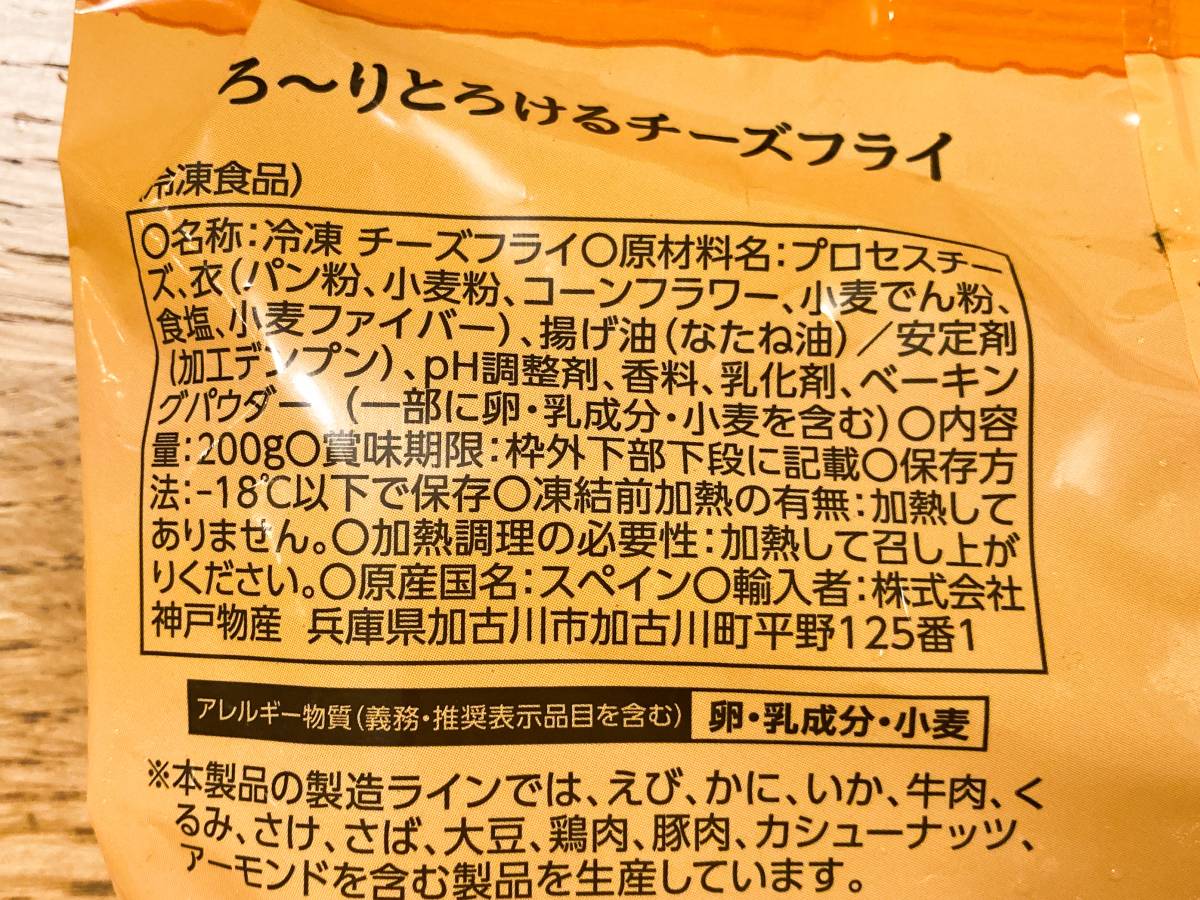 ろ〜りとろけるチーズフライ
冷凍食品)
○名称:冷凍 チーズフライ○原材料名:プロセスチー
ズ、衣(パン粉、小麦粉、コーンフラワー、小麦でん粉、
食塩、小麦ファイバー)、揚げ油(なたね油)/安定剤
(加工デンプン)、pH調整剤、香料、乳化剤、ベーキン
グパウダー (一部に卵・乳成分・小麦を含む)○内容
量:200g○賞味期限:枠外下部下段に記載○保存方
法:-18℃以下で保存○凍結前加熱の有無:加熱して
ありません。○加熱調理の必要性:加熱して召し上が
りください。○原産国名:スペイン○輸入者:株式会社
神戸物産 兵庫県加古川市加古川町平野125番1
アレルギー物質(義務・推奨表示品目を含む) 卵・乳成分・小麦
※本製品の製造ラインでは、えび、かに、いか、牛肉、く
るみ、さけ、さば、大豆、鶏肉、豚肉、カシューナッツ、
アーモンドを含む製品を生産しています。